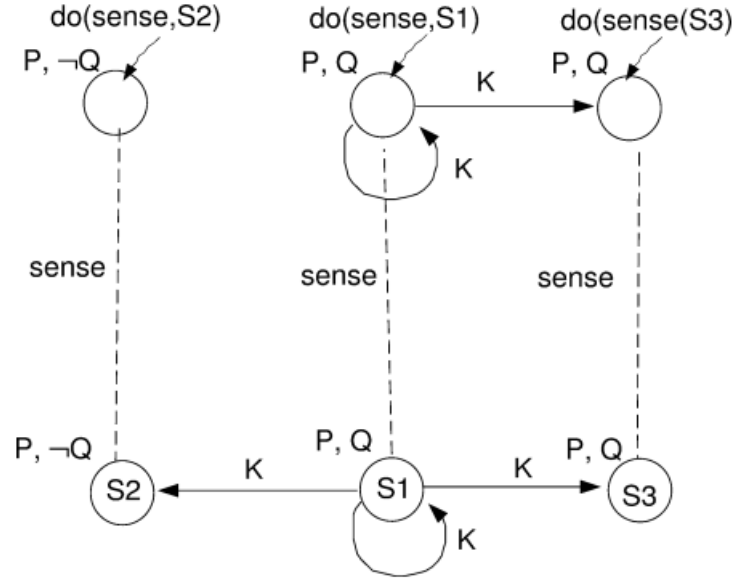 do(sense,S2)
do(sense,S1)
do(sense(S3)
P, ¬Q
P, Q
P, Q
K
K
sense
sense
sense
P, ¬Q
P, Q
P, Q
K
K
S2
S1
S3
K